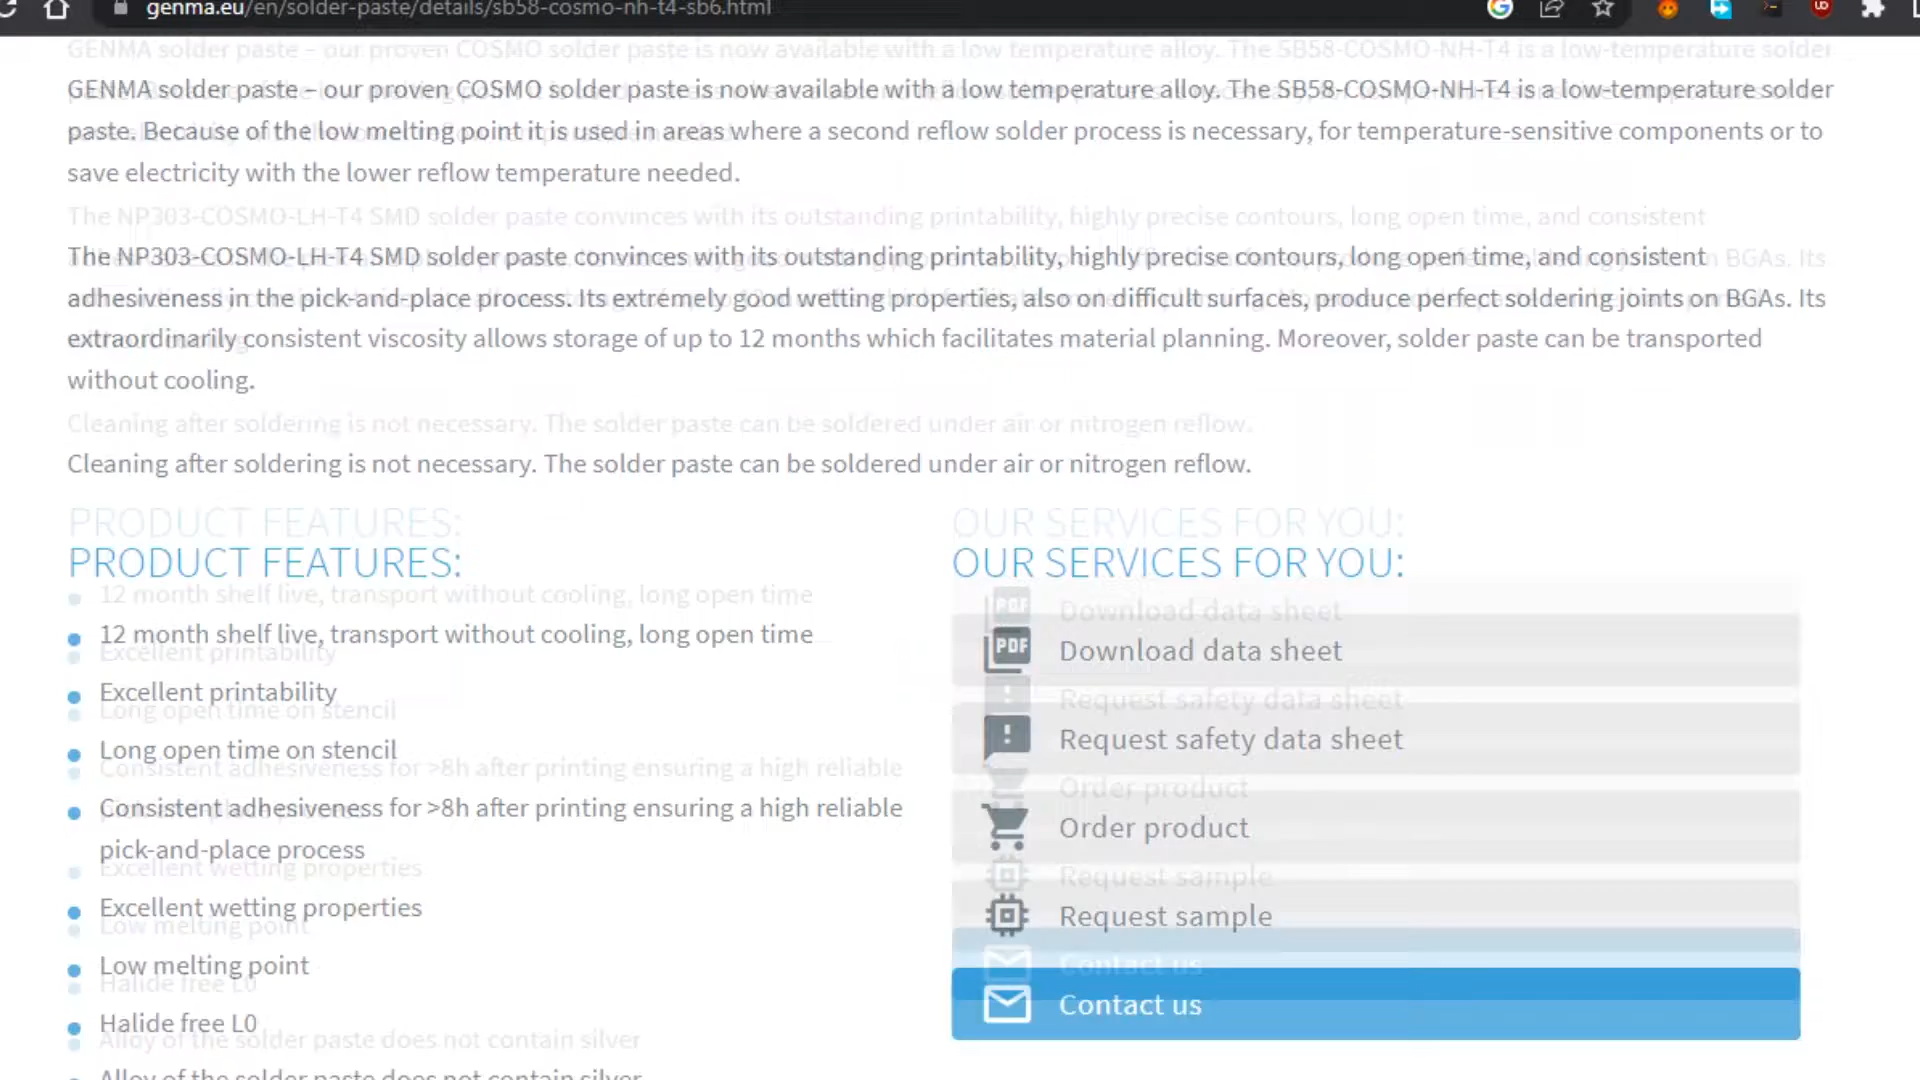 genma.eu/en/solder-paste/details/sb58-cosmo-nh-t4-sb6.html
GENMA solder paste – our proven COSMO solder paste is now available with a low temperature alloy. The SB58-COSMO-NH-T4 is a low-temperature solder
paste. Because of the low melting point it is used in areas where a second reflow solder process is necessary, for temperature-sensitive components or to
save electricity with the lower reflow temperature needed.
The NP303-COSMO-LH-T4 SMD solder paste convinces with its outstanding printability, highly precise contours, long open time, and consistent
adhesiveness in the pick-and-place process. Its extremely good wetting properties, also on difficult surfaces, produce perfect soldering joints on BGAs. Its
extraordinarily consistent viscosity allows storage of up to 12 months which facilitates material planning. Moreover, solder paste can be transported
without cooling.
Cleaning after soldering is not necessary. The solder paste can be soldered under air or nitrogen reflow.
PRODUCT FEATURES:
12 month shelf live, transport without cooling, long open time
Excellent printability
Long open time on stencil
Consistent adhesiveness for >8h after printing ensuring a high reliable
pick-and-place process
Excellent wetting properties
Low melting point
Halide free L0
Alloy of the solder paste does not contain silver
OUR SERVICES FOR YOU:
PDF
Download data sheet
Request safety data sheet
Order product
Request sample
Contact us